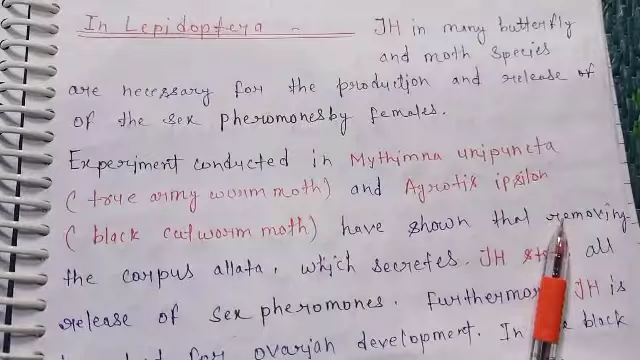 In Lepidoptera - JH in many butterfly
and moth species
are necessary for the production and release of
of the sex pheromones by females.
Experiment conducted in Mythimna unipuncta
(true army worm moth) and Agrotis ipsilon
(black cutworm moth) have shown that removing
the corpus allata, which secretes JH all
release of sex pheromones. Furthermore JH is
for ovarian development. In black